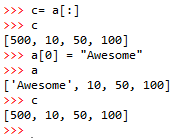 >>> c= a[:]
>>> c
[500, 10, 50, 100]
>>> a[0] = "Awesome"
>>> a
['Awesome', 10, 50, 100]
>>> c
[500, 10, 50, 100]
>>>